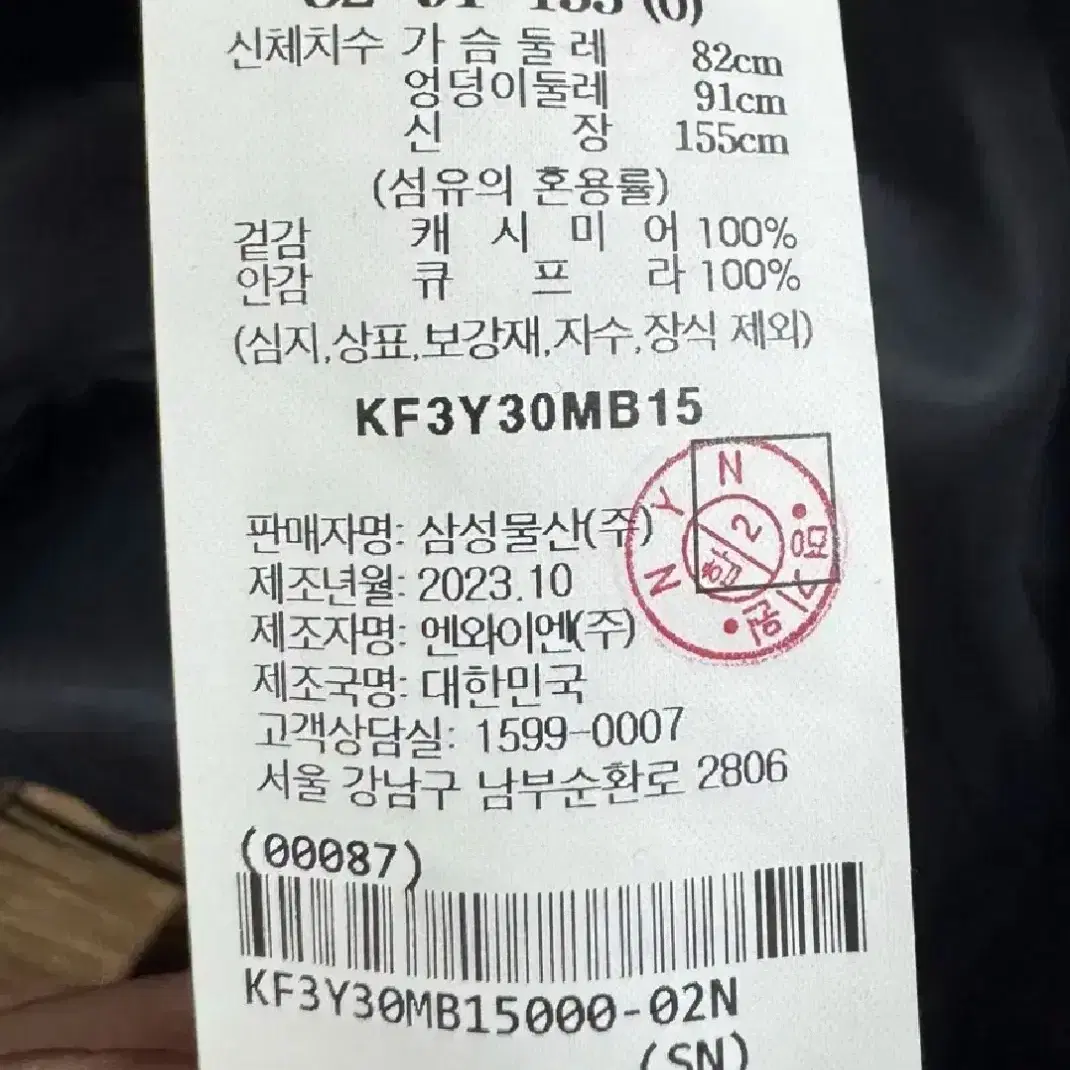 82 - 91 - 155 (6)
신체치수 가 슴 둘 레 82cm
엉덩이둘레 91cm
신 장 155cm
(섬유의 혼용률)
겉감 캐 시 미 어 100%
안감 큐 프 라 100%
(심지,상표,보강재,자수,장식 제외)
KF3Y30MB15
판매자명: 삼성물산(주)
제조년월: 2023.10
제조자명: 엔와이엔(주)
제조국명: 대한민국
고객상담실: 1599-0007
서울 강남구 남부순환로 2806
N Y N
2
(00087)
KF3Y30MB15000-02N
(SN)